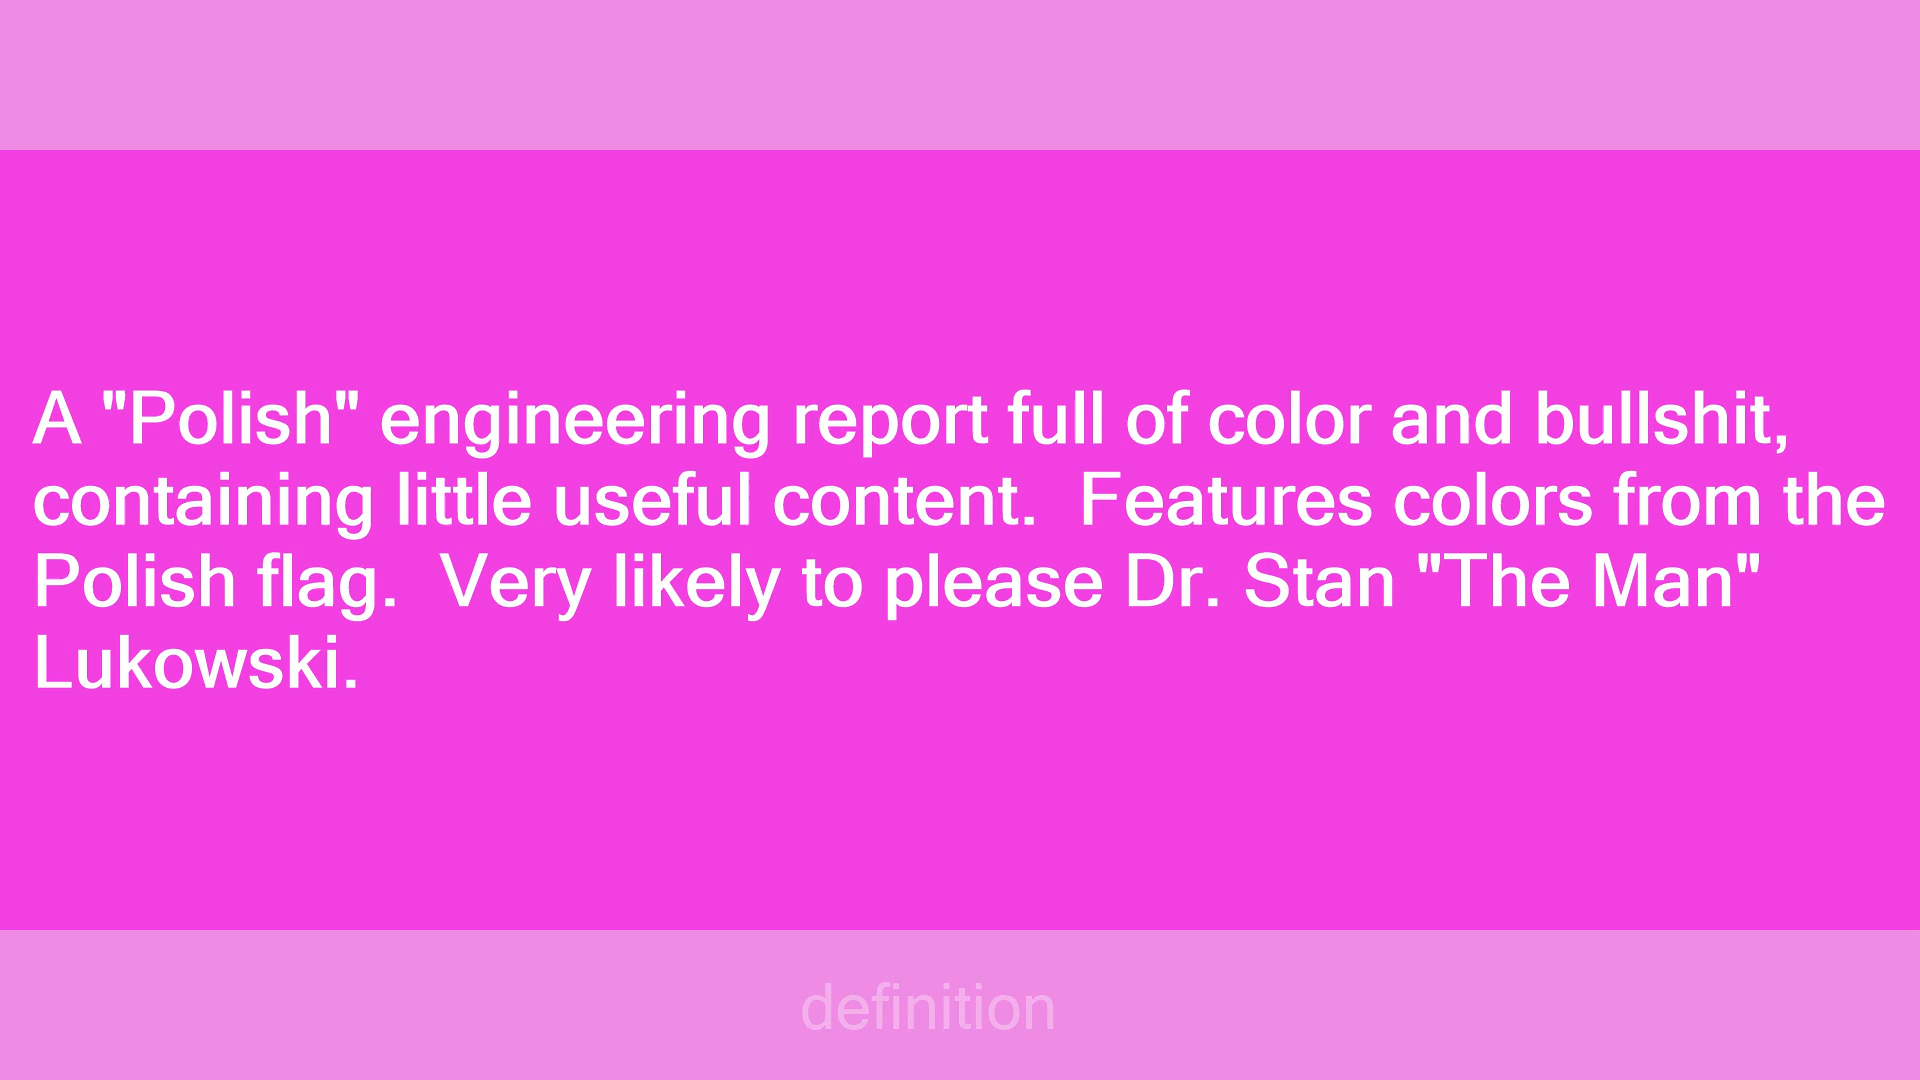 A "Polish" engineering report full of color and bullshit,
containing little useful content.  Features colors from the
Polish flag.  Very likely to please Dr. Stan "The Man"
Lukowski.
definition